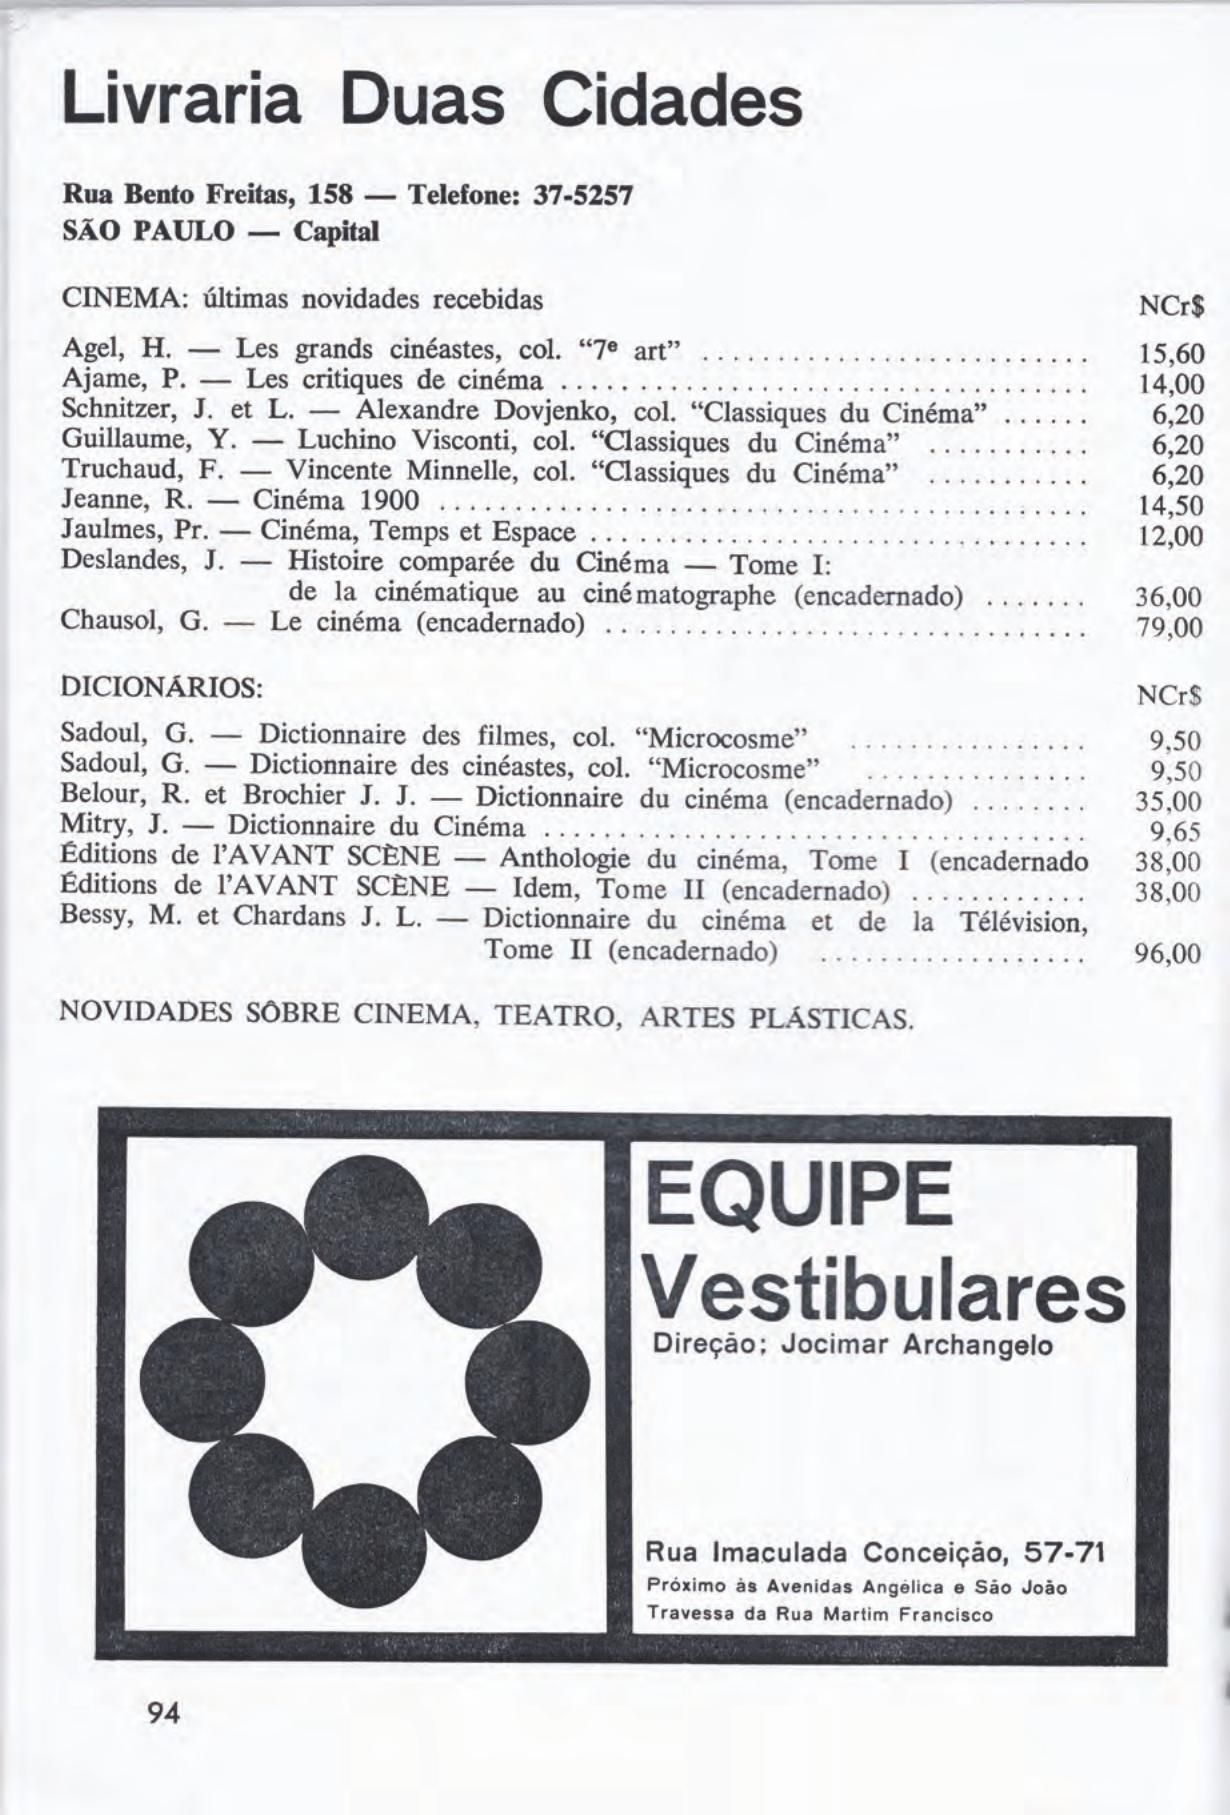 Livraria Duas Cidades
Rua Bento Freitas, 158 — Telefone: 37-5257
SÃO PAULO — Capital
CINEMA: últimas novidades recebidas NCr$
Agel, H. — Les grands cinéastes, col. “7e art” .......................... 15,60
Ajame, P. — Les critiques de cinéma ................................... 14,00
Schnitzer, J. et L. — Alexandre Dovjenko, col. “Classiques du Cinéma” ...... 6,20
Guillaume, Y. — Luchino Visconti, col. “Classiques du Cinéma” ........... 6,20
Truchaud, F. — Vincente Minnelle, col. “Classiques du Cinéma” ........... 6,20
Jeanne, R. — Cinéma 1900 ........................................... 14,50
Jaulmes, Pr. — Cinéma, Temps et Espace ................................. 12,00
Deslandes, J. — Histoire comparée du Cinéma — Tome I:
de la cinématique au cinématographe (encadernado) ....... 36,00
Chausol, G. — Le cinéma (encadernado) ................................ 79,00
DICIONÁRIOS: NCr$
Sadoul, G. — Dictionnaire des filmes, col. “Microcosme” ................ 9,50
Sadoul, G. — Dictionnaire des cinéastes, col. “Microcosme” ............... 9,50
Belour, R. et Brochier J. J. — Dictionnaire du cinéma (encadernado) ........ 35,00
Mitry, J. — Dictionnaire du Cinéma .................................... 9,65
Éditions de l’AVANT SCÈNE — Anthologie du cinéma, Tome I (encadernado 38,00
Éditions de l’AVANT SCÈNE — Idem, Tome II (encadernado) ............ 38,00
Bessy, M. et Chardans J. L. — Dictionnaire du cinéma et de la Télévision,
Tome II (encadernado) .................. 96,00
NOVIDADES SÔBRE CINEMA, TEATRO, ARTES PLÁSTICAS.
EQUIPE
Vestibulares
Direção; Jocimar Archangelo
Rua Imaculada Conceição, 57-71
Próximo às Avenidas Angélica e São João
Travessa da Rua Martim Francisco
94